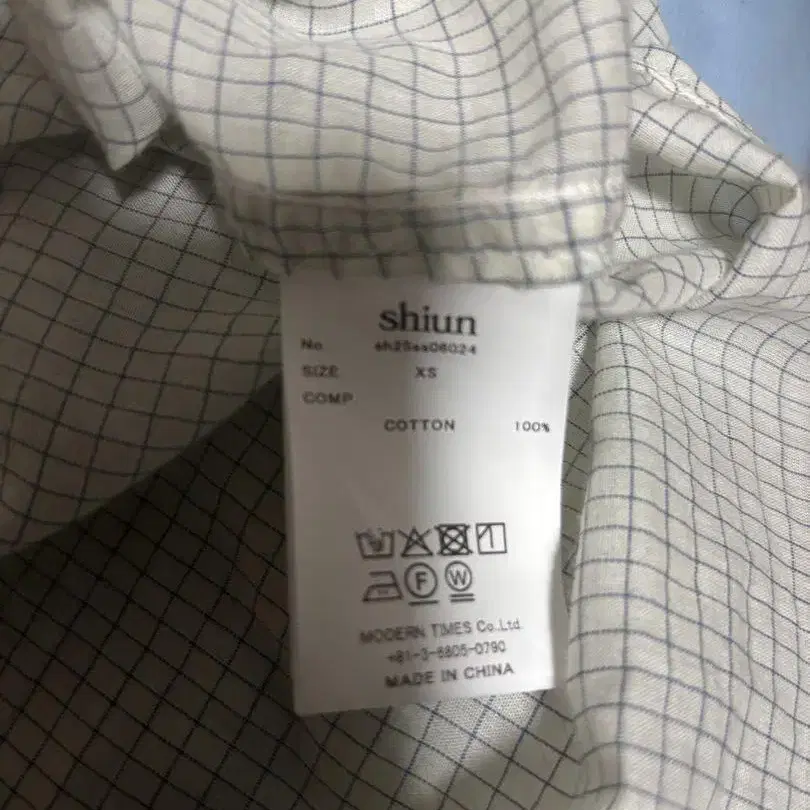 shiun
No sh25ss06024
SIZE XS
COMP
COTTON 100%
F W
MODERN TIMES Co.,Ltd.
+81-3-6805-0790
MADE IN CHINA